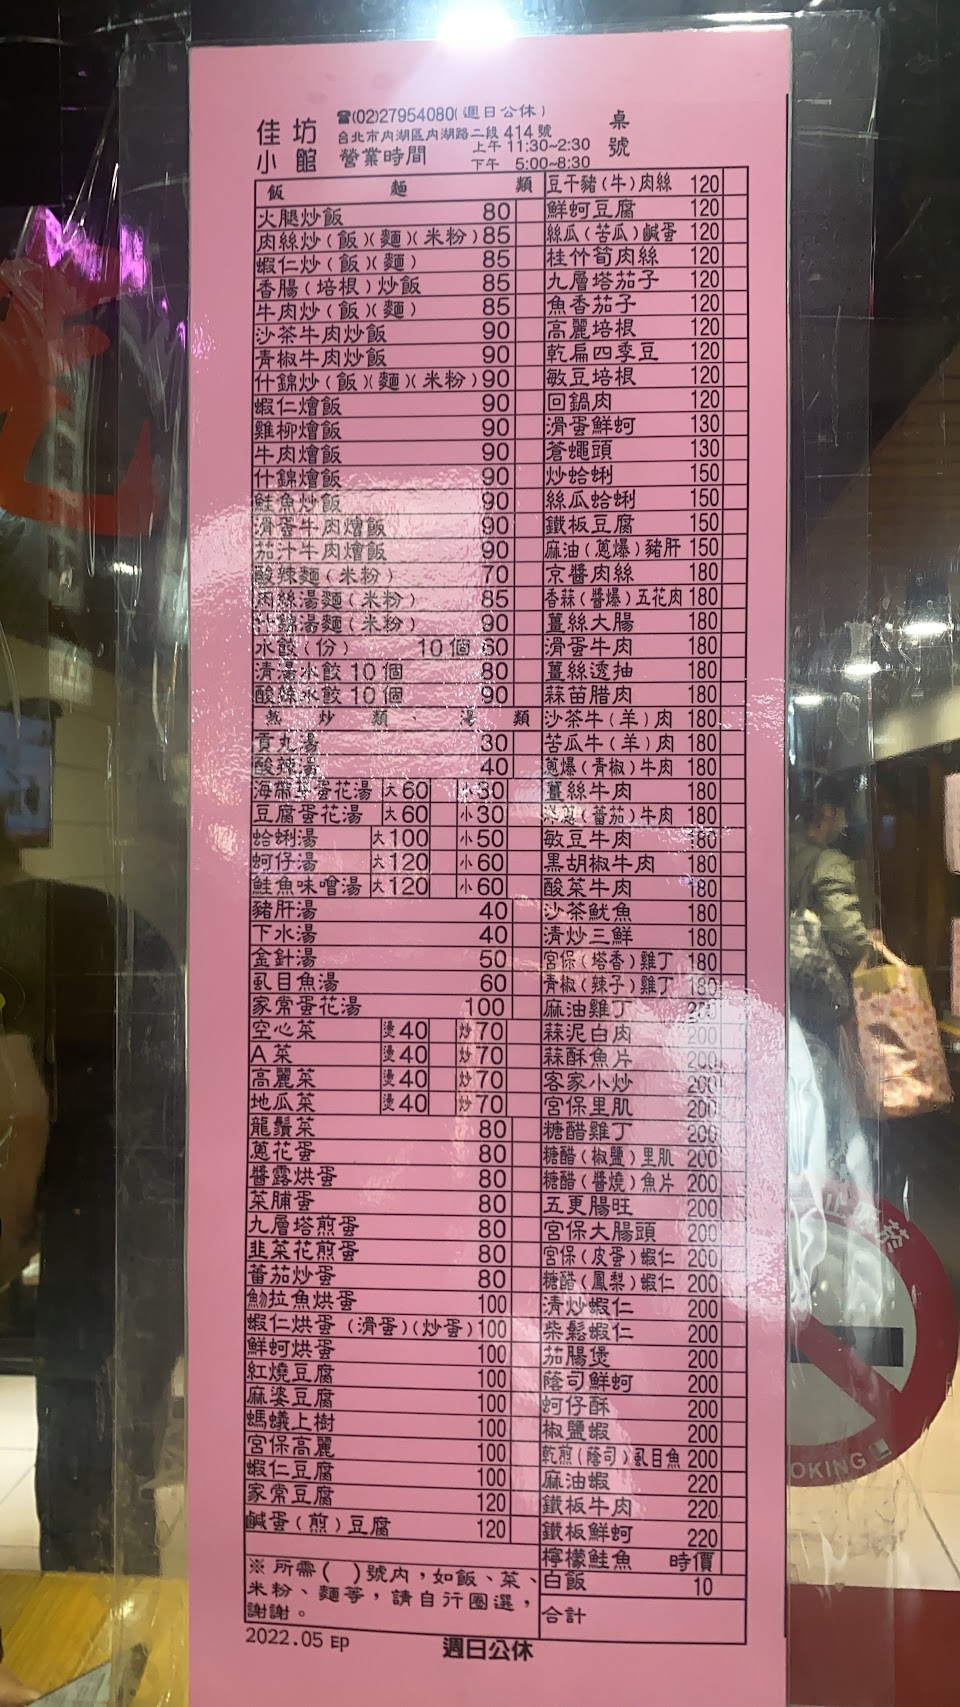 佳坊小館
☎(02)27954080(週日公休)
台北市內湖區內湖路二段414號
營業時間
上午 11:30~2:30
下午 5:00~8:30
桌號
飯 麵 類
火腿炒飯 80
肉絲炒(飯)(麵)(米粉) 85
蝦仁炒(飯)(麵) 85
香腸(培根)炒飯 85
牛肉炒(飯)(麵) 85
沙茶牛肉炒飯 90
青椒牛肉炒飯 90
什錦炒(飯)(麵)(米粉) 90
蝦仁燴飯 90
雞柳燴飯 90
牛肉燴飯 90
什錦燴飯 90
鮭魚炒飯 90
滑蛋牛肉燴飯 90
茄汁牛肉燴飯 90
酸辣麵(米粉) 70
肉絲湯麵(米粉) 85
什錦湯麵(米粉) 90
水餃(份) 10個 60
清湯水餃10個 80
酸辣水餃10個 90
熱炒類、湯類
貢丸湯 30
酸辣湯 40
海帶芽蛋花湯 大60 小30
豆腐蛋花湯 大60 小30
蛤蜊湯 大100 小50
蚵仔湯 大120 小60
鮭魚味噌湯 大120 小60
豬肝湯 40
下水湯 40
金針湯 50
虱目魚湯 60
家常蛋花湯 100
空心菜 燙40 炒70
A菜 燙40 炒70
高麗菜 燙40 炒70
地瓜菜 燙40 炒70
龍鬚菜 80
蔥花蛋 80
醬露烘蛋 80
菜脯蛋 80
九層塔煎蛋 80
韭菜花煎蛋 80
蕃茄炒蛋 80
魩拉魚烘蛋 100
蝦仁烘蛋(滑蛋)(炒蛋) 100
鮮蚵烘蛋 100
紅燒豆腐 100
麻婆豆腐 100
螞蟻上樹 100
宮保高麗 100
蝦仁豆腐 100
家常豆腐 120
鹹蛋(煎)豆腐 120
※所需( )號內，如飯、菜、
米粉、麵等，請自行圈選，
謝謝。
豆干豬(牛)肉絲 120
鮮蚵豆腐 120
絲瓜(苦瓜)鹹蛋 120
桂竹筍肉絲 120
九層塔茄子 120
魚香茄子 120
高麗培根 120
乾扁四季豆 120
敏豆培根 120
回鍋肉 120
滑蛋鮮蚵 130
蒼蠅頭 130
炒蛤蜊 150
絲瓜蛤蜊 150
鐵板豆腐 150
麻油(蔥爆)豬肝 150
京醬肉絲 180
香蒜(醬爆)五花肉 180
薑絲大腸 180
滑蛋牛肉 180
薑絲透抽 180
蒜苗腊肉 180
沙茶牛(羊)肉 180
苦瓜牛(羊)肉 180
蔥爆(青椒)牛肉 180
薑絲牛肉 180
(蕃茄)牛肉 180
敏豆牛肉 180
黑胡椒牛肉 180
酸菜牛肉 180
沙茶魷魚 180
清炒三鮮 180
宮保(塔香)雞丁 180
青椒(辣子)雞丁 180
麻油雞丁 200
蒜泥白肉 200
蒜酥魚片 200
客家小炒 200
宮保里肌 200
糖醋雞丁 200
糖醋(椒鹽)里肌 200
糖醋(醬燒)魚片 200
五更腸旺 200
宮保大腸頭 200
宮保(皮蛋)蝦仁 200
糖醋(鳳梨)蝦仁 200
清炒蝦仁 200
柴鬆蝦仁 200
茄腸煲 200
蔭司鮮蚵 200
蚵仔酥 200
椒鹽蝦 200
乾煎(蔭司)虱目魚 200
麻油蝦 220
鐵板牛肉 220
鐵板鮮蚵 220
檸檬鮭魚 時價
白飯 10
合計
2022.05 EP
週日公休
OKING